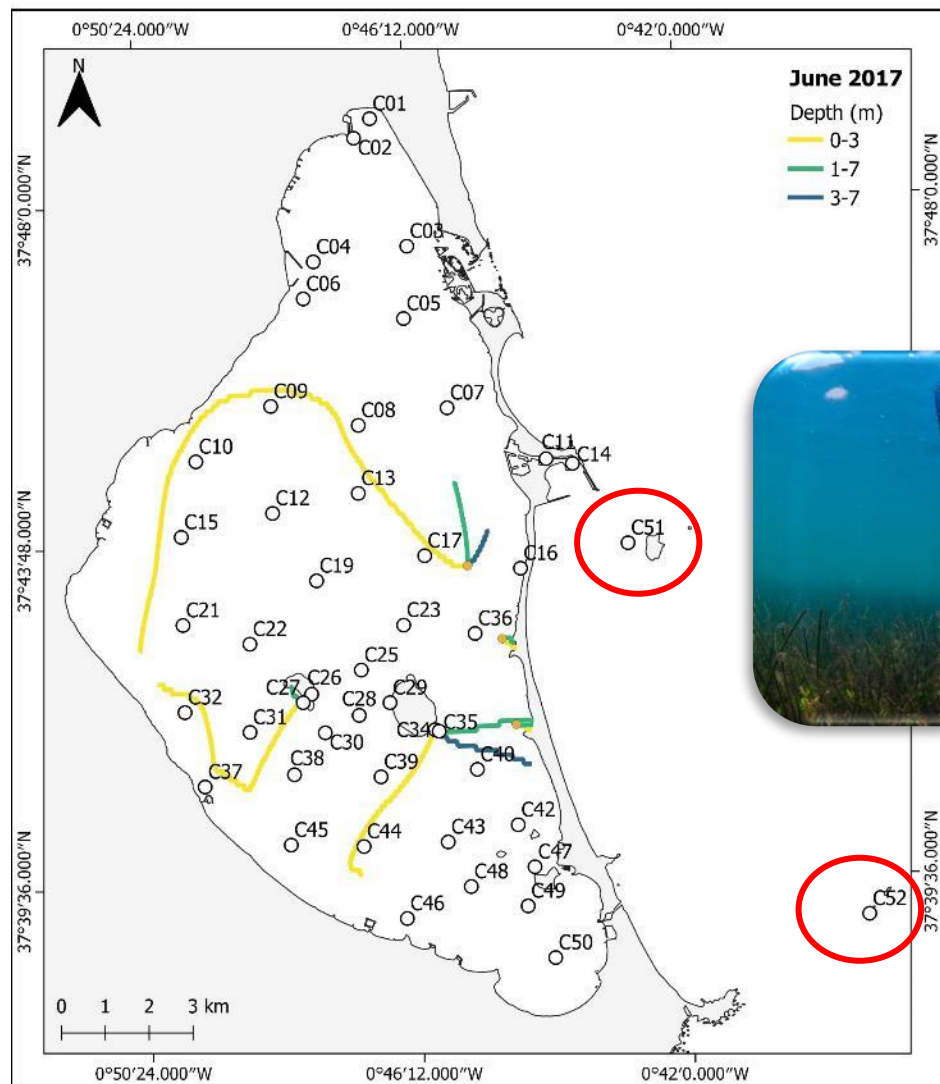 0°50′24.000″W 0°46′12.000″W 0°42′0.000″W
N
June 2017
Depth (m)
0-3
1-7
3-7
37°48′0.000″N
37°48′0.000″N
C01
C02
C03
C04
C06
C05
C09
C07
C08
C10
C11
C14
C13
C12
C15
C51
C17
C16
37°43′48.000″N
C19
C21
C23
C36
C22
C25
C27
C26
C29
C32
C28
C31
C30
C34
C35
C38
C39
C40
C37
C42
C45
C44
C43
C47
C48
C49
C52
37°39′36.000″N
37°39′36.000″N
C46
C50
0 1 2 3 km
0°50′24.000″W 0°46′12.000″W 0°42′0.000″W